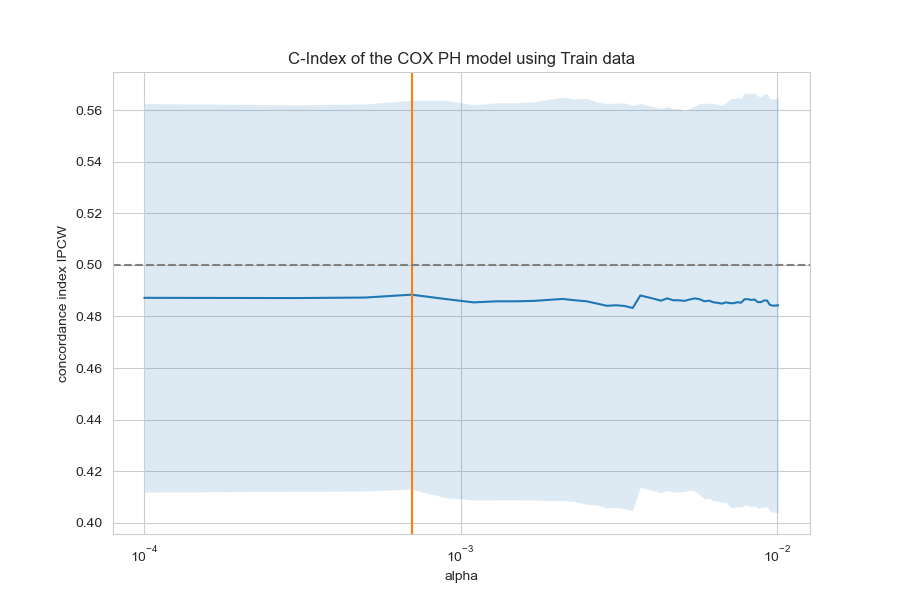 C-Index of the COX PH model using Train data
concordance index IPCW
0.56
0.54
0.52
0.50
0.48
0.46
0.44
0.42
0.40
10⁻⁴ 10⁻³ 10⁻²
alpha